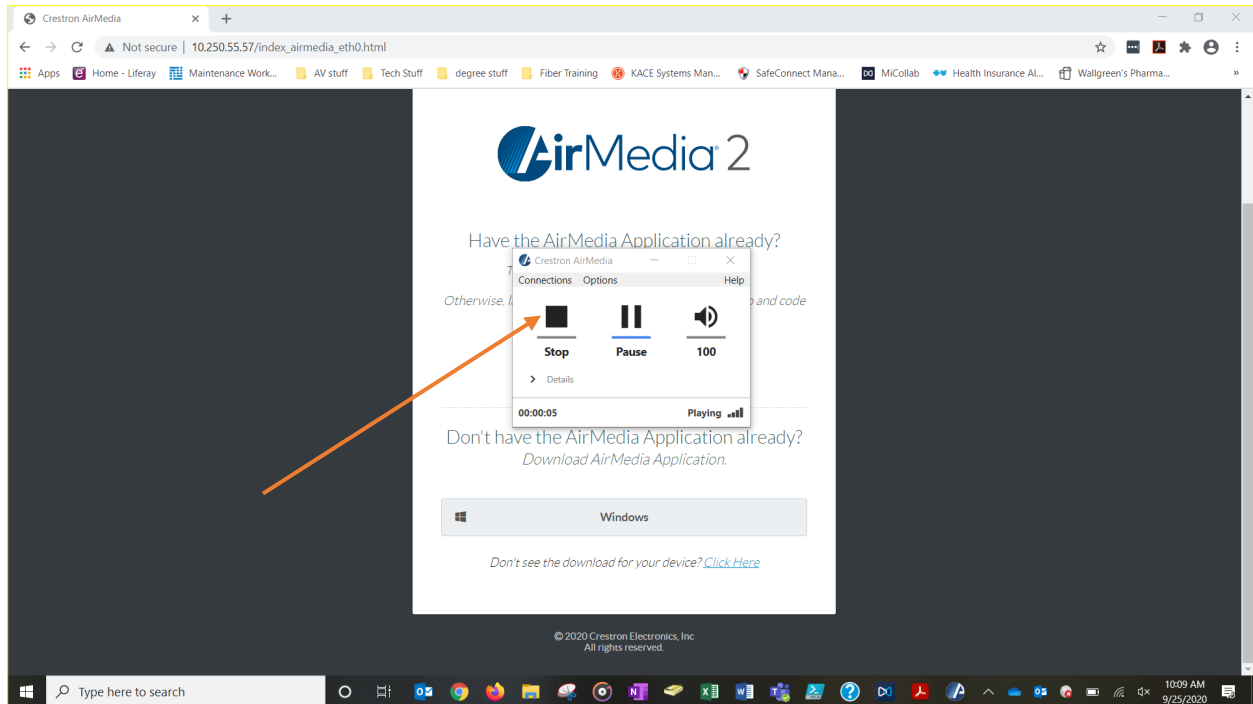 Crestron AirMedia
Not secure | 10.250.55.57/index_airmedia_eth0.html
Apps Home - Liferay Maintenance Work... AV stuff Tech Stuff degree stuff Fiber Training KACE Systems Man... SafeConnect Mana... MiCollab Health Insurance Al... Wallgreen's Pharma... »
AirMedia® 2
Have the AirMedia Application already?
T
Otherwise, l
and code
Crestron AirMedia
Connections Options Help
Stop Pause 100
Details
00:00:05 Playing
Don't have the AirMedia Application already?
Download AirMedia Application.
Windows
Don't see the download for your device? Click Here
© 2020 Crestron Electronics, Inc
All rights reserved.
Type here to search
10:09 AM
9/25/2020